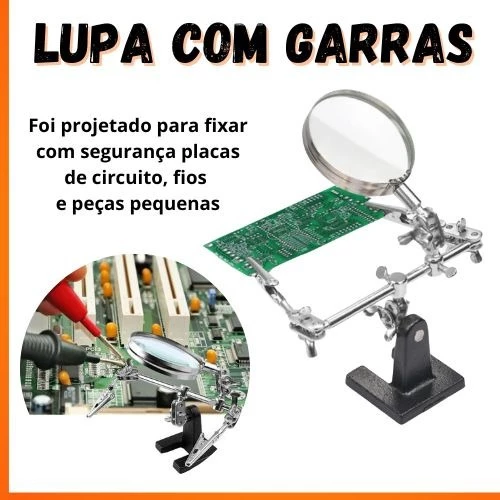 LUPA COM GARRAS
Foi projetado para fixar
com segurança placas
de circuito, fios
e peças pequenas